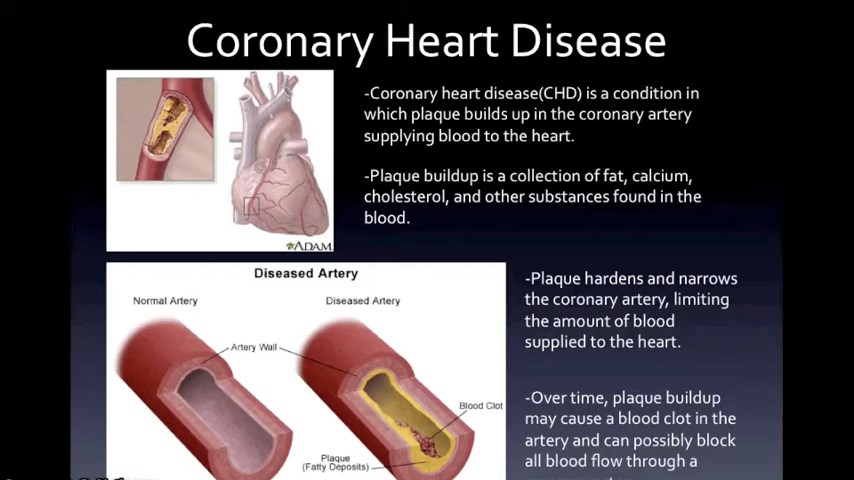 Coronary Heart Disease
-Coronary heart disease(CHD) is a condition in
which plaque builds up in the coronary artery
supplying blood to the heart.
-Plaque buildup is a collection of fat, calcium,
cholesterol, and other substances found in the
blood.
ADAM
Diseased Artery
Normal Artery
Diseased Artery
Artery Wall
Blood Clot
Plaque
(Fatty Deposits)
-Plaque hardens and narrows
the coronary artery, limiting
the amount of blood
supplied to the heart.
-Over time, plaque buildup
may cause a blood clot in the
artery and can possibly block
all blood flow through a